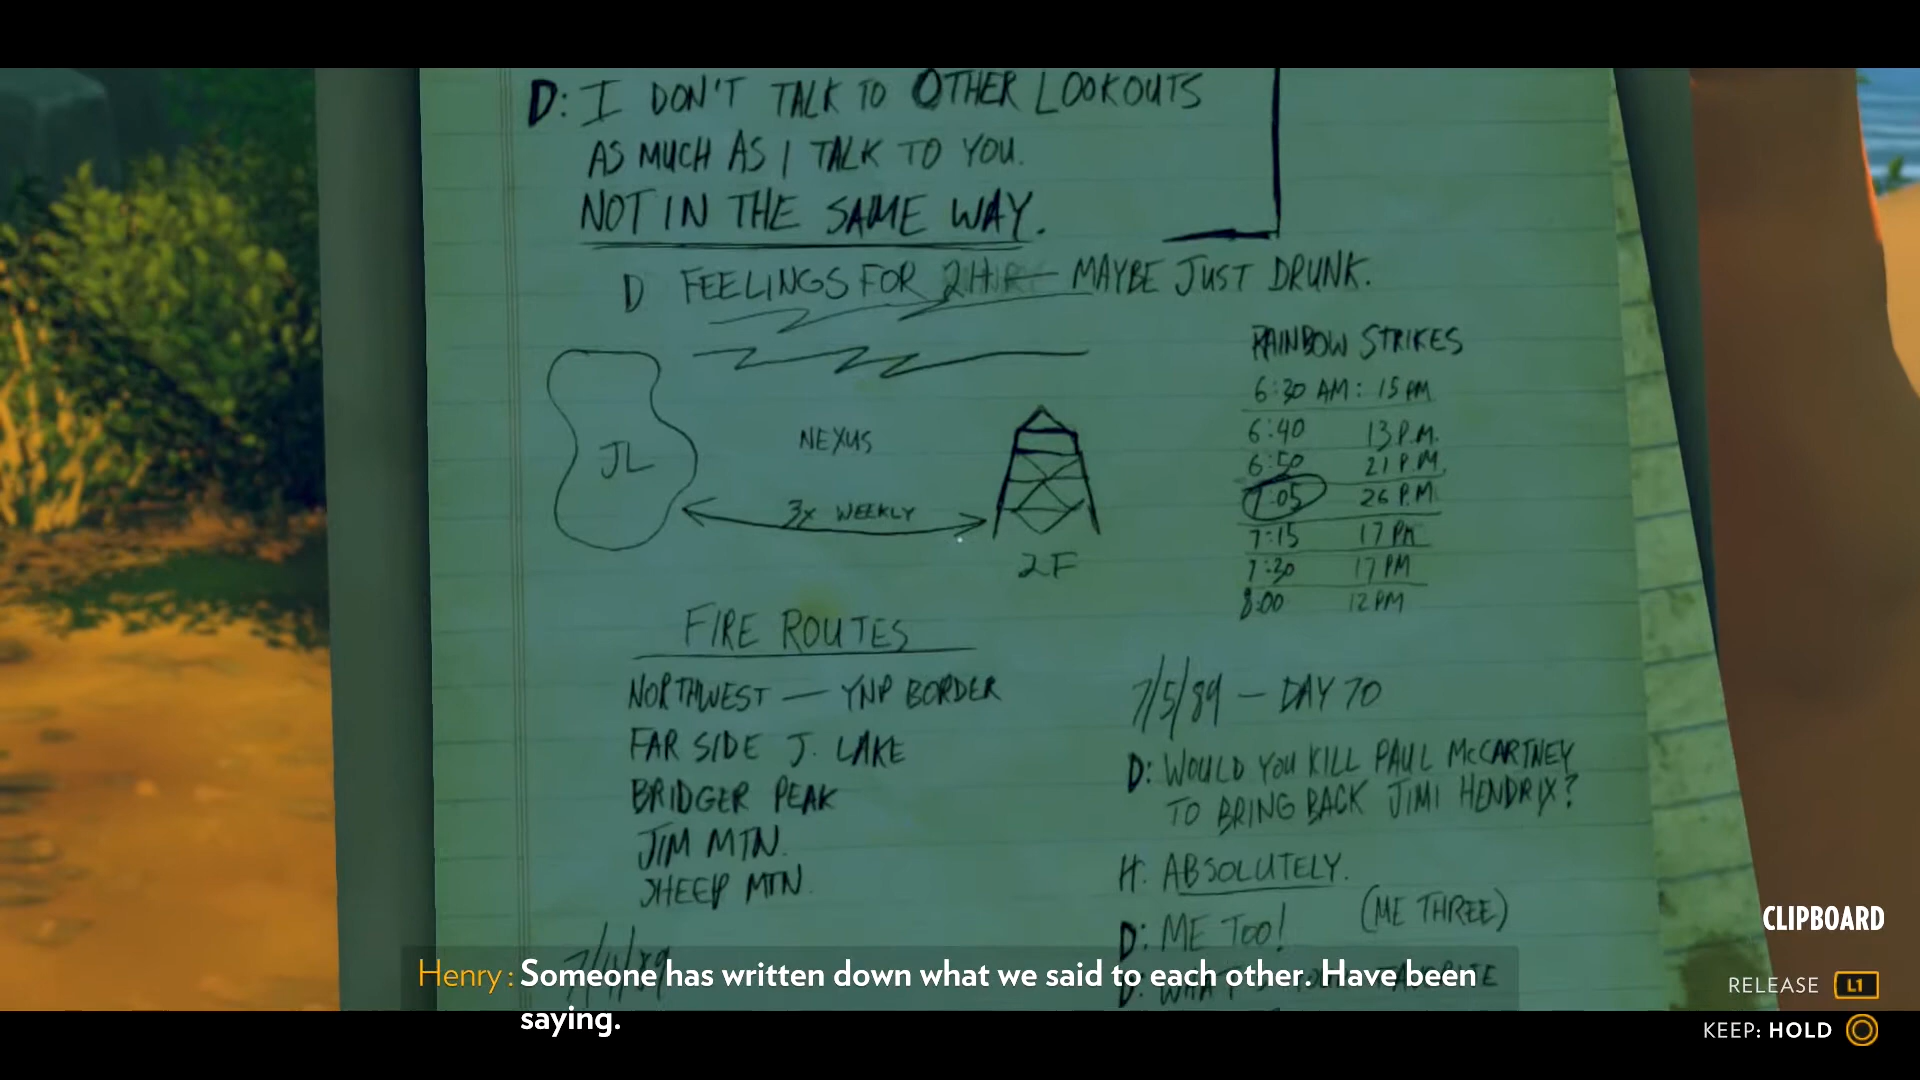 D: I DON'T TALK TO OTHER LOOKOUTS
AS MUCH AS I TALK TO YOU.
NOT IN THE SAME WAY.
D FEELINGS FOR MAYBE JUST DRUNK.
RAINBOW STRIKES
6:30 AM: 15 PM
6:40 13 P.M.
6:50 21 P.M.
7:05 26 P.M.
7:15 17 PM
7:30 17 PM
8:00 12 PM
JL
NEXUS
3x WEEKLY
2F
FIRE ROUTES
NORTHWEST — YNP BORDER
FAR SIDE J. LAKE
BRIDGER PEAK
JIM MTN.
SHEEP MTN.
7/5/89 — DAY 70
D: WOULD YOU KILL PAUL McCARTNEY
TO BRING BACK JIMI HENDRIX?
H: ABSOLUTELY.
D: ME TOO! (ME THREE)
Henry: Someone has written down what we said to each other. Have been
saying.
CLIPBOARD
RELEASE L1
KEEP: HOLD